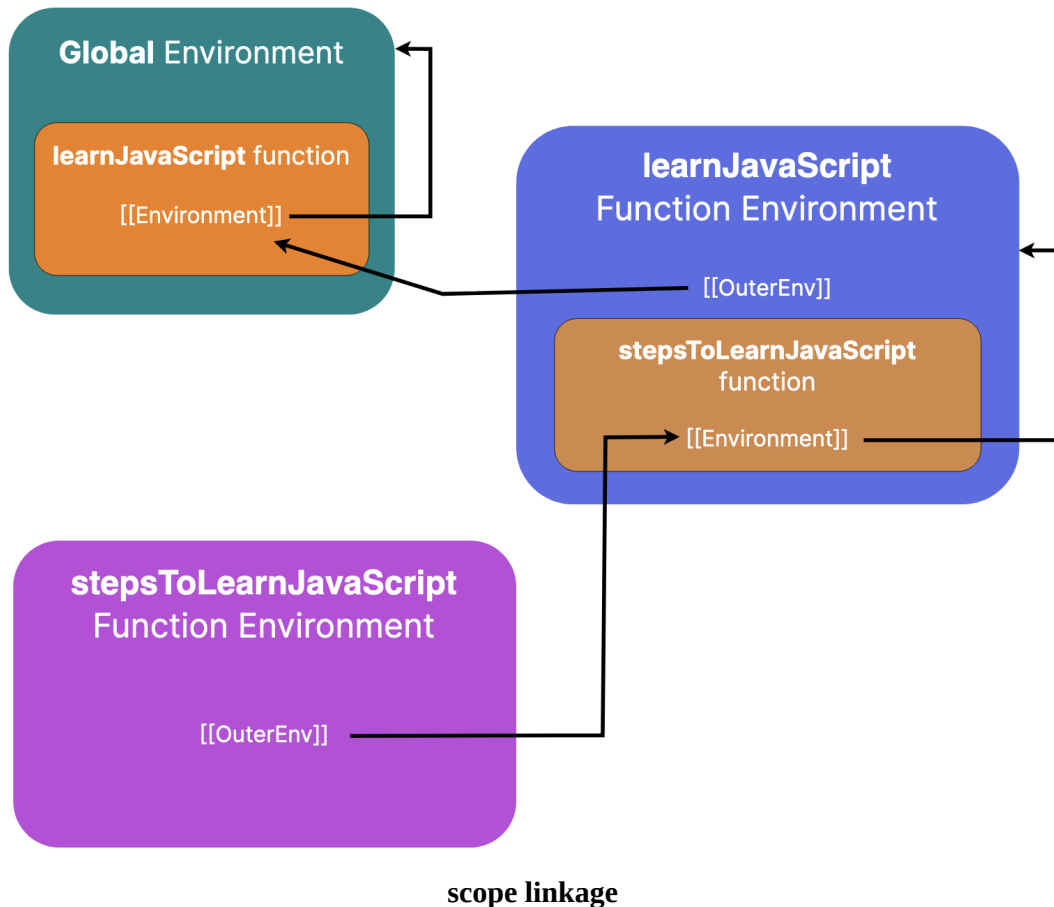 Global Environment
learnJavaScript function
[[Environment]]
learnJavaScript
Function Environment
[[OuterEnv]]
stepsToLearnJavaScript
function
[[Environment]]
stepsToLearnJavaScript
Function Environment
[[OuterEnv]]
scope linkage